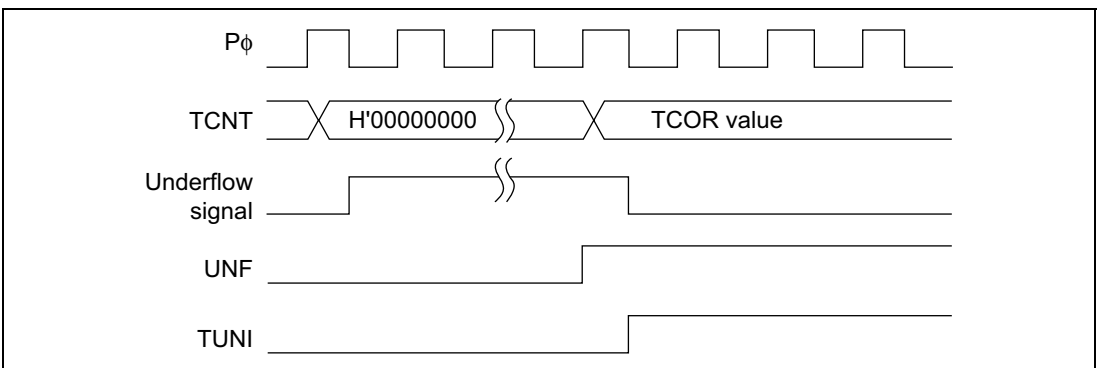 Pϕ
TCNT H'00000000 TCOR value
Underflow
signal
UNF
TUNI